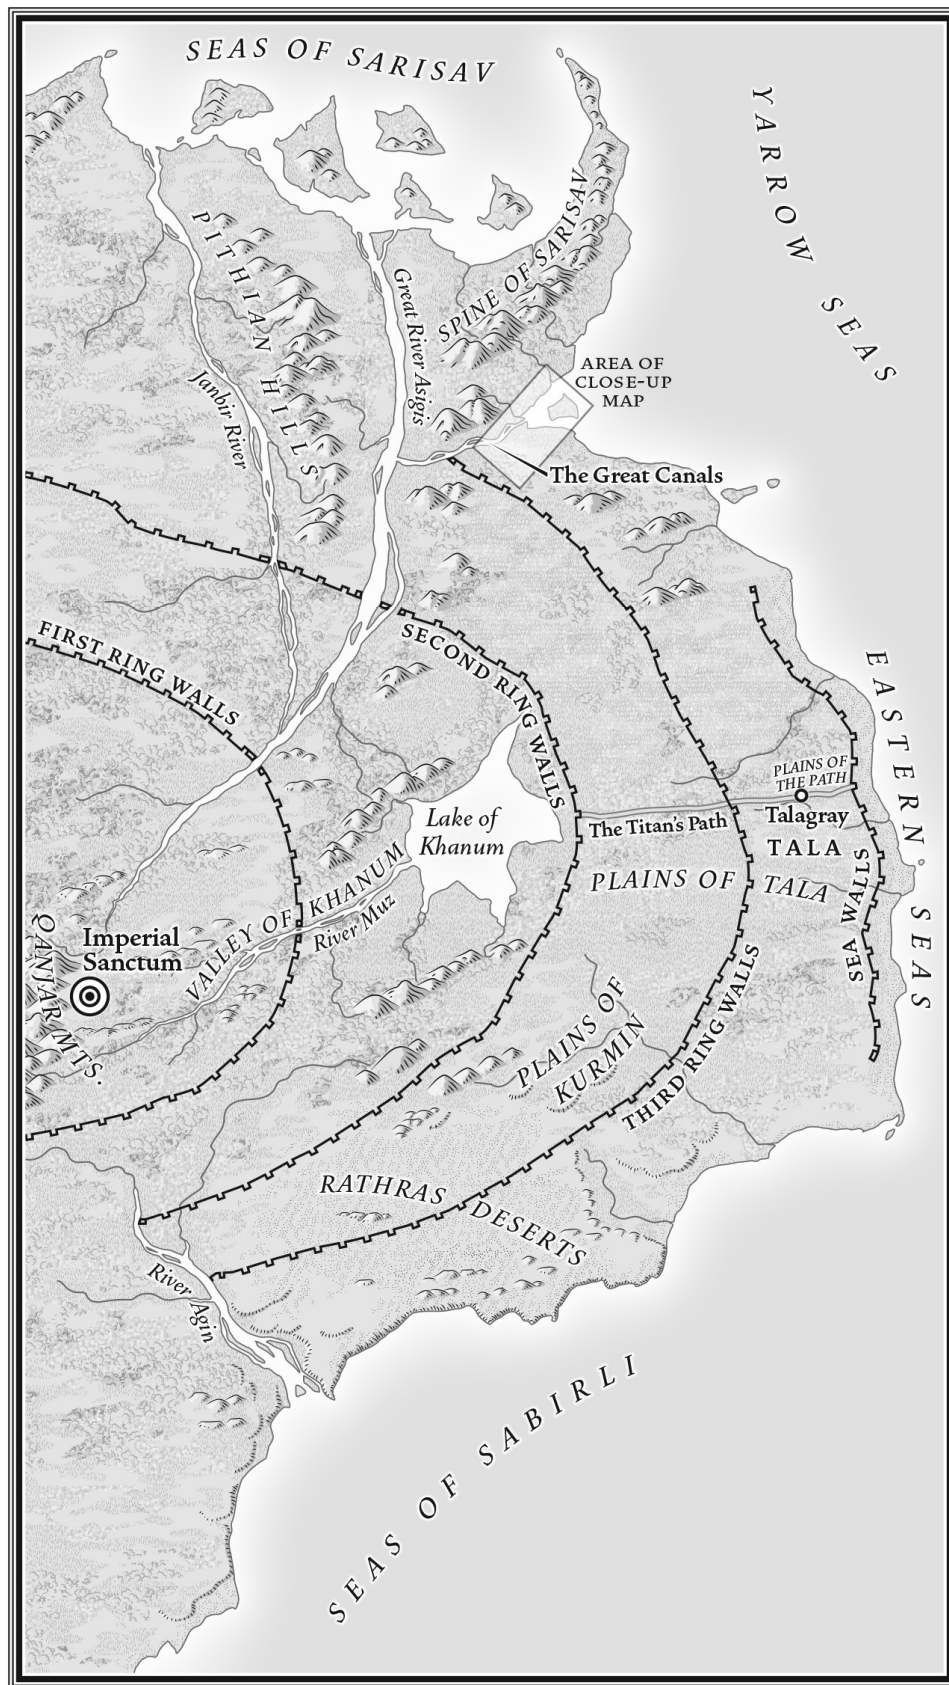 SEAS OF SARISAV
YARROW SEAS
PITHIAN HILLS
Great River Asigis
SPINE OF SARISAV
Janbir River
AREA OF
CLOSE-UP
MAP
The Great Canals
FIRST RING WALLS
SECOND RING WALLS
EASTERN SEAS
PLAINS OF
THE PATH
Lake of
Khanum
The Titan's Path
Talagray
TALA
PLAINS OF TALA
SEA WALLS
VALLEY OF KHANUM
River Muz
Imperial
Sanctum
QANJAR MTS.
PLAINS OF
KURMIN
THIRD RING WALLS
RATHRAS
DESERTS
River Agin
SEAS OF SABIRLI